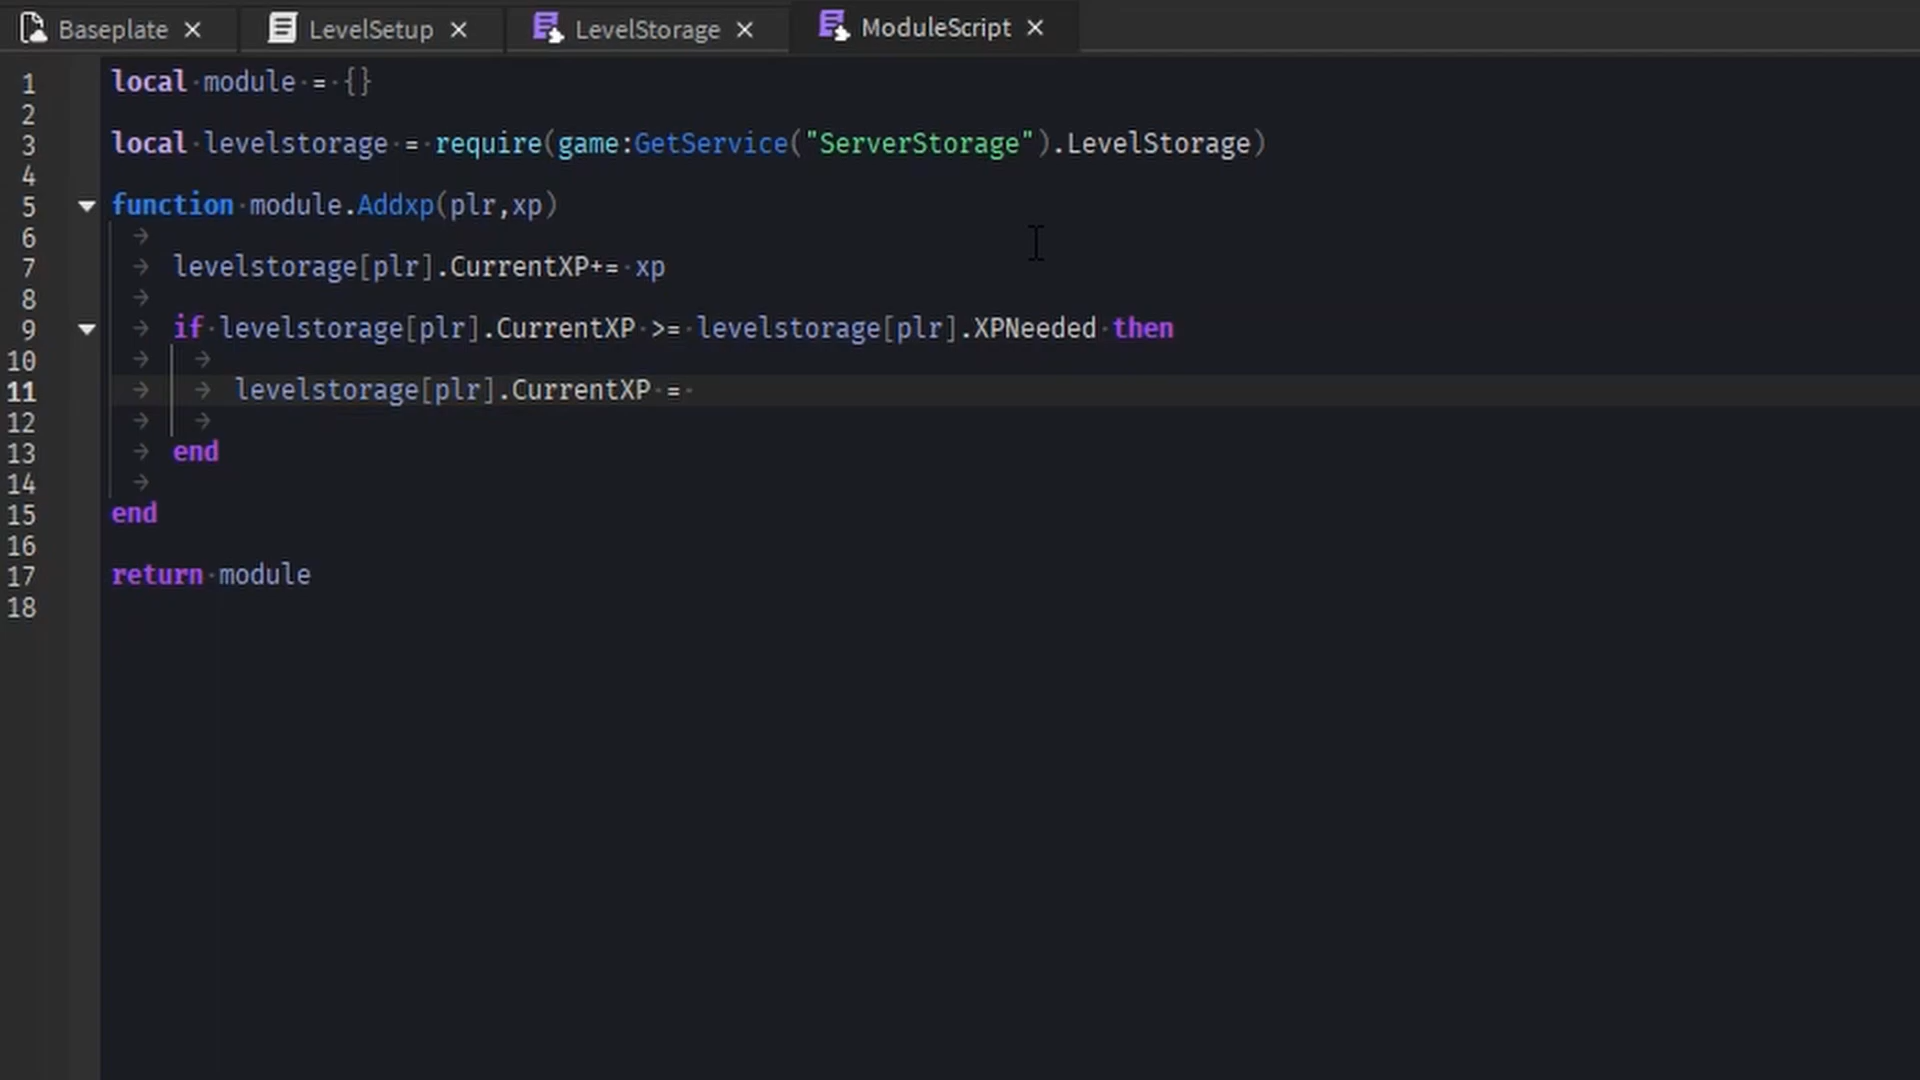 Baseplate
LevelSetup
LevelStorage
ModuleScript
1 local module = {}
2
3 local levelstorage = require(game:GetService("ServerStorage").LevelStorage)
4
5 function module.Addxp(plr,xp)
6
7 levelstorage[plr].CurrentXP+= xp
8
9 if levelstorage[plr].CurrentXP >= levelstorage[plr].XPNeeded then
10
11 levelstorage[plr].CurrentXP =
12
13 end
14
15 end
16
17 return module
18